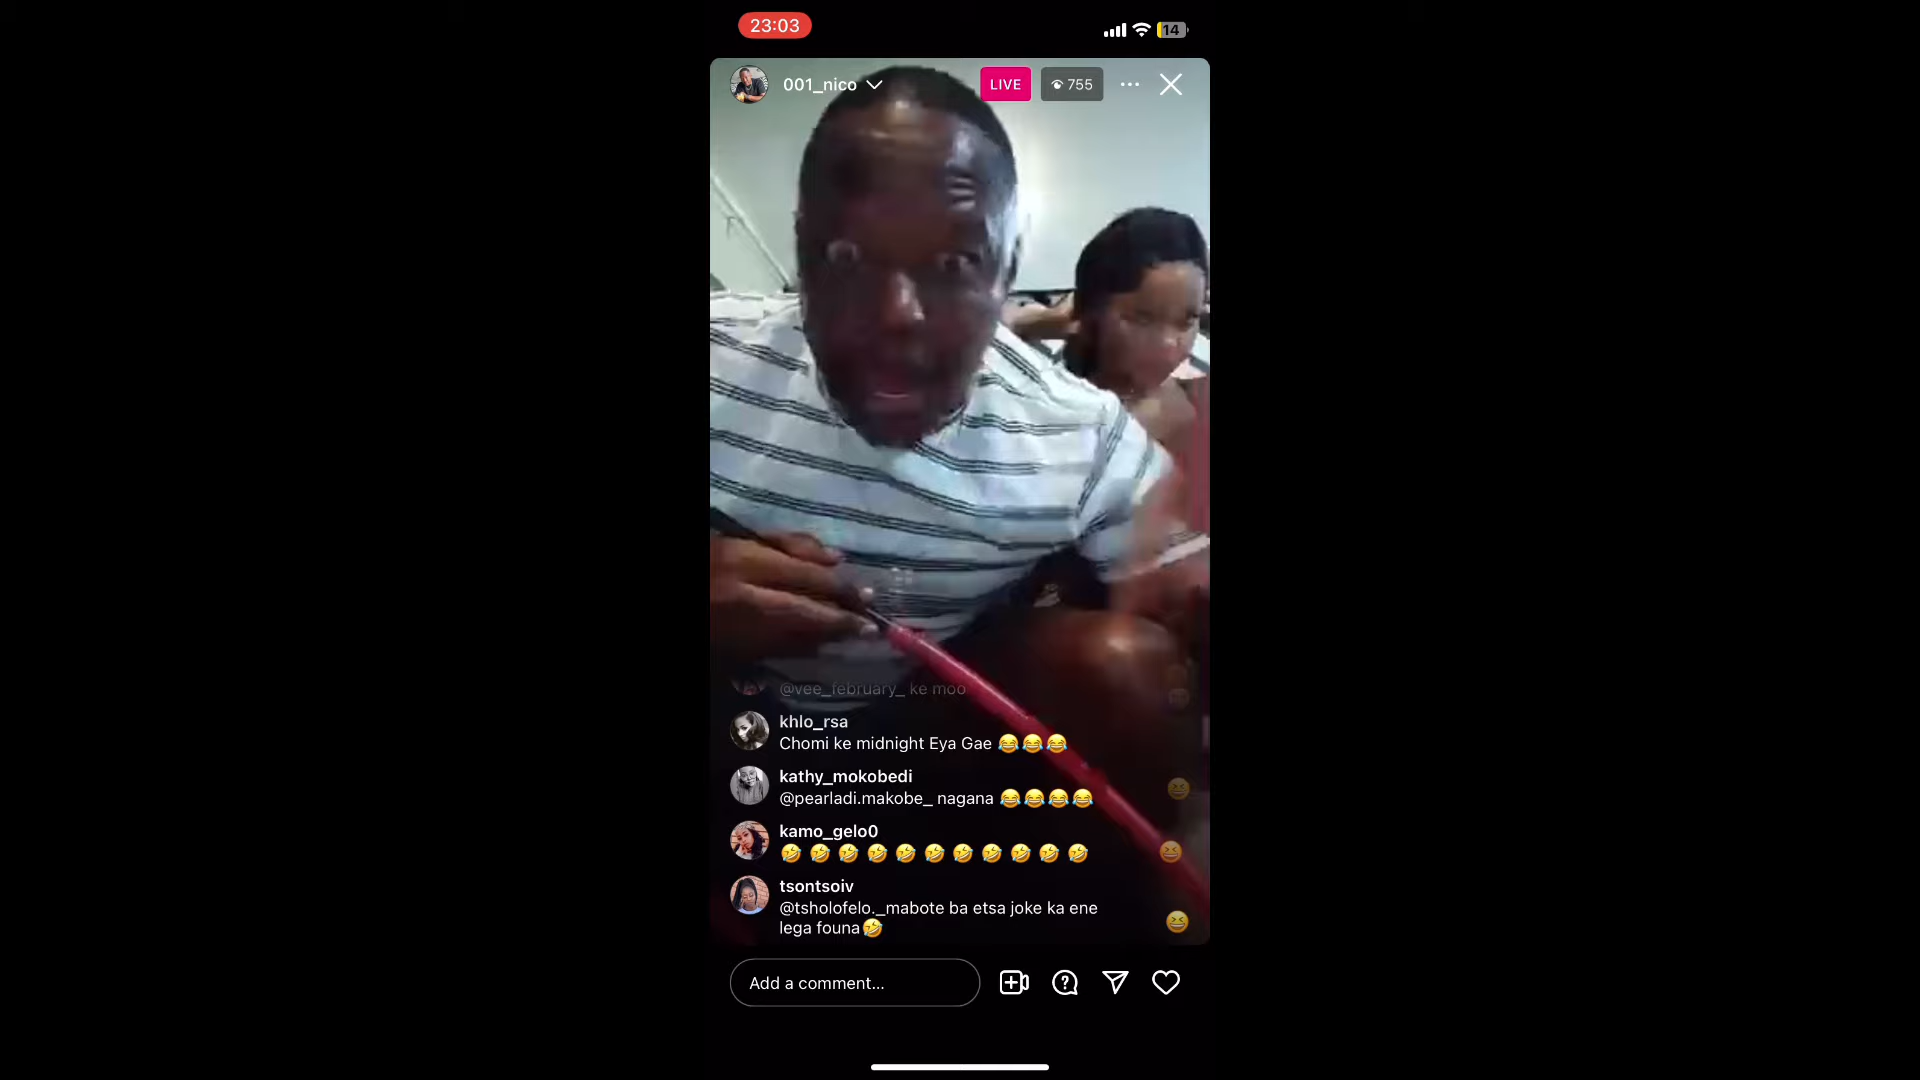 23:03
14
001_nico
LIVE
755
@vee_february_ ke moo
khlo_rsa
Chomi ke midnight Eya Gae 😂😂😂
kathy_mokobedi
@pearladi.makobe_ nagana 😂😂😂😂
kamo_gelo0
🤣 🤣 🤣 🤣 🤣 🤣 🤣 🤣 🤣 🤣 🤣
tsontsoiv
@tsholofelo._mabote ba etsa joke ka ene
lega founa🤣
Add a comment...